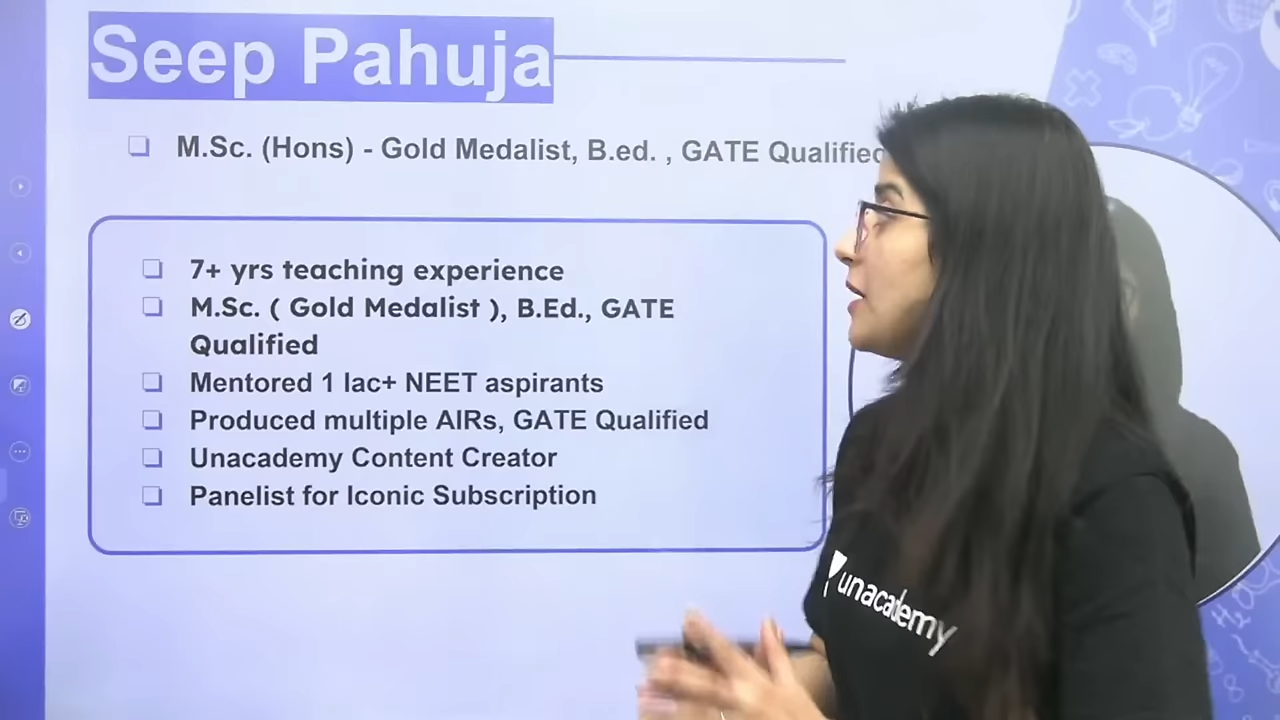 Seep Pahuja
M.Sc. (Hons) - Gold Medalist, B.ed. , GATE Qualified
7+ yrs teaching experience
M.Sc. ( Gold Medalist ), B.Ed., GATE
Qualified
Mentored 1 lac+ NEET aspirants
Produced multiple AIRs, GATE Qualified
Unacademy Content Creator
Panelist for Iconic Subscription
unacademy
H₂